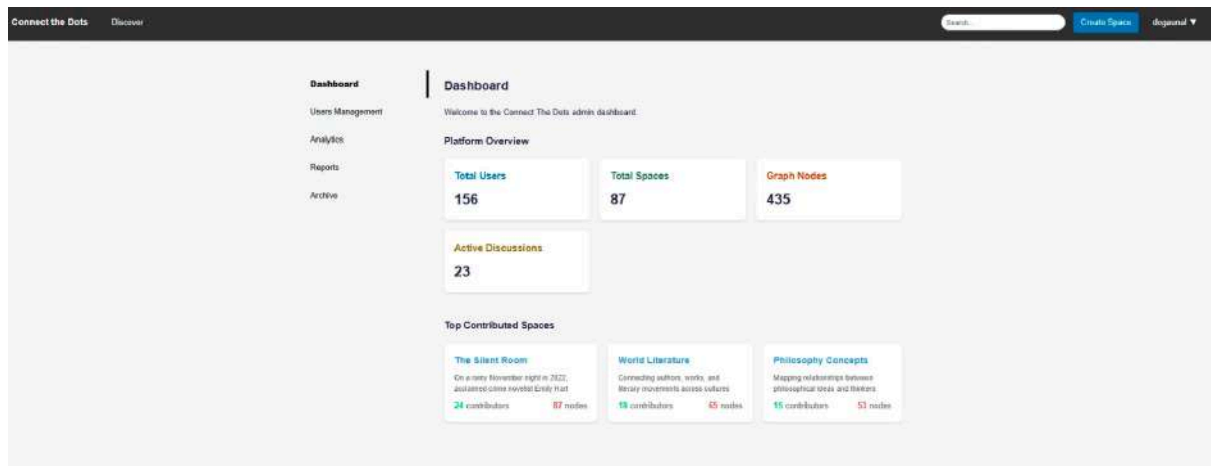 Connect the Dots Discover Search... Create Space dogaunal ▼
Dashboard
Users Management
Analytics
Reports
Archive
Dashboard
Welcome to the Connect The Dots admin dashboard.
Platform Overview
Total Users
156
Total Spaces
87
Graph Nodes
435
Active Discussions
23
Top Contributed Spaces
The Silent Room
On a rainy November night in 2022,
acclaimed crime novelist Emily Hart
24 contributors 87 nodes
World Literature
Connecting authors, works, and
literary movements across cultures
18 contributors 65 nodes
Philosophy Concepts
Mapping relationships between
philosophical ideas and thinkers
15 contributors 53 nodes